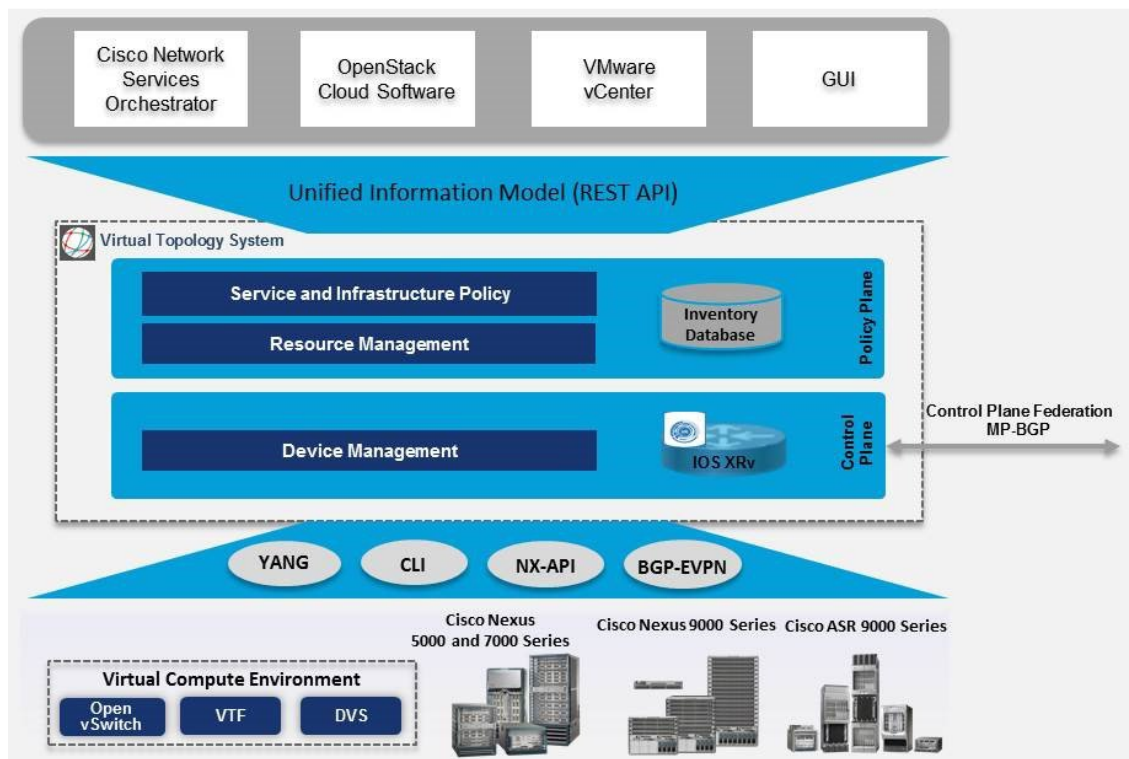 Cisco Network
Services
Orchestrator
OpenStack
Cloud Software
VMware
vCenter
GUI
Unified Information Model (REST API)
Virtual Topology System
Service and Infrastructure Policy
Resource Management
Inventory
Database
Policy Plane
Device Management
IOS XRv
Control
Plane
Control Plane Federation
MP-BGP
YANG
CLI
NX-API
BGP-EVPN
Cisco Nexus
5000 and 7000 Series
Cisco Nexus 9000 Series
Cisco ASR 9000 Series
Virtual Compute Environment
Open
vSwitch
VTF
DVS